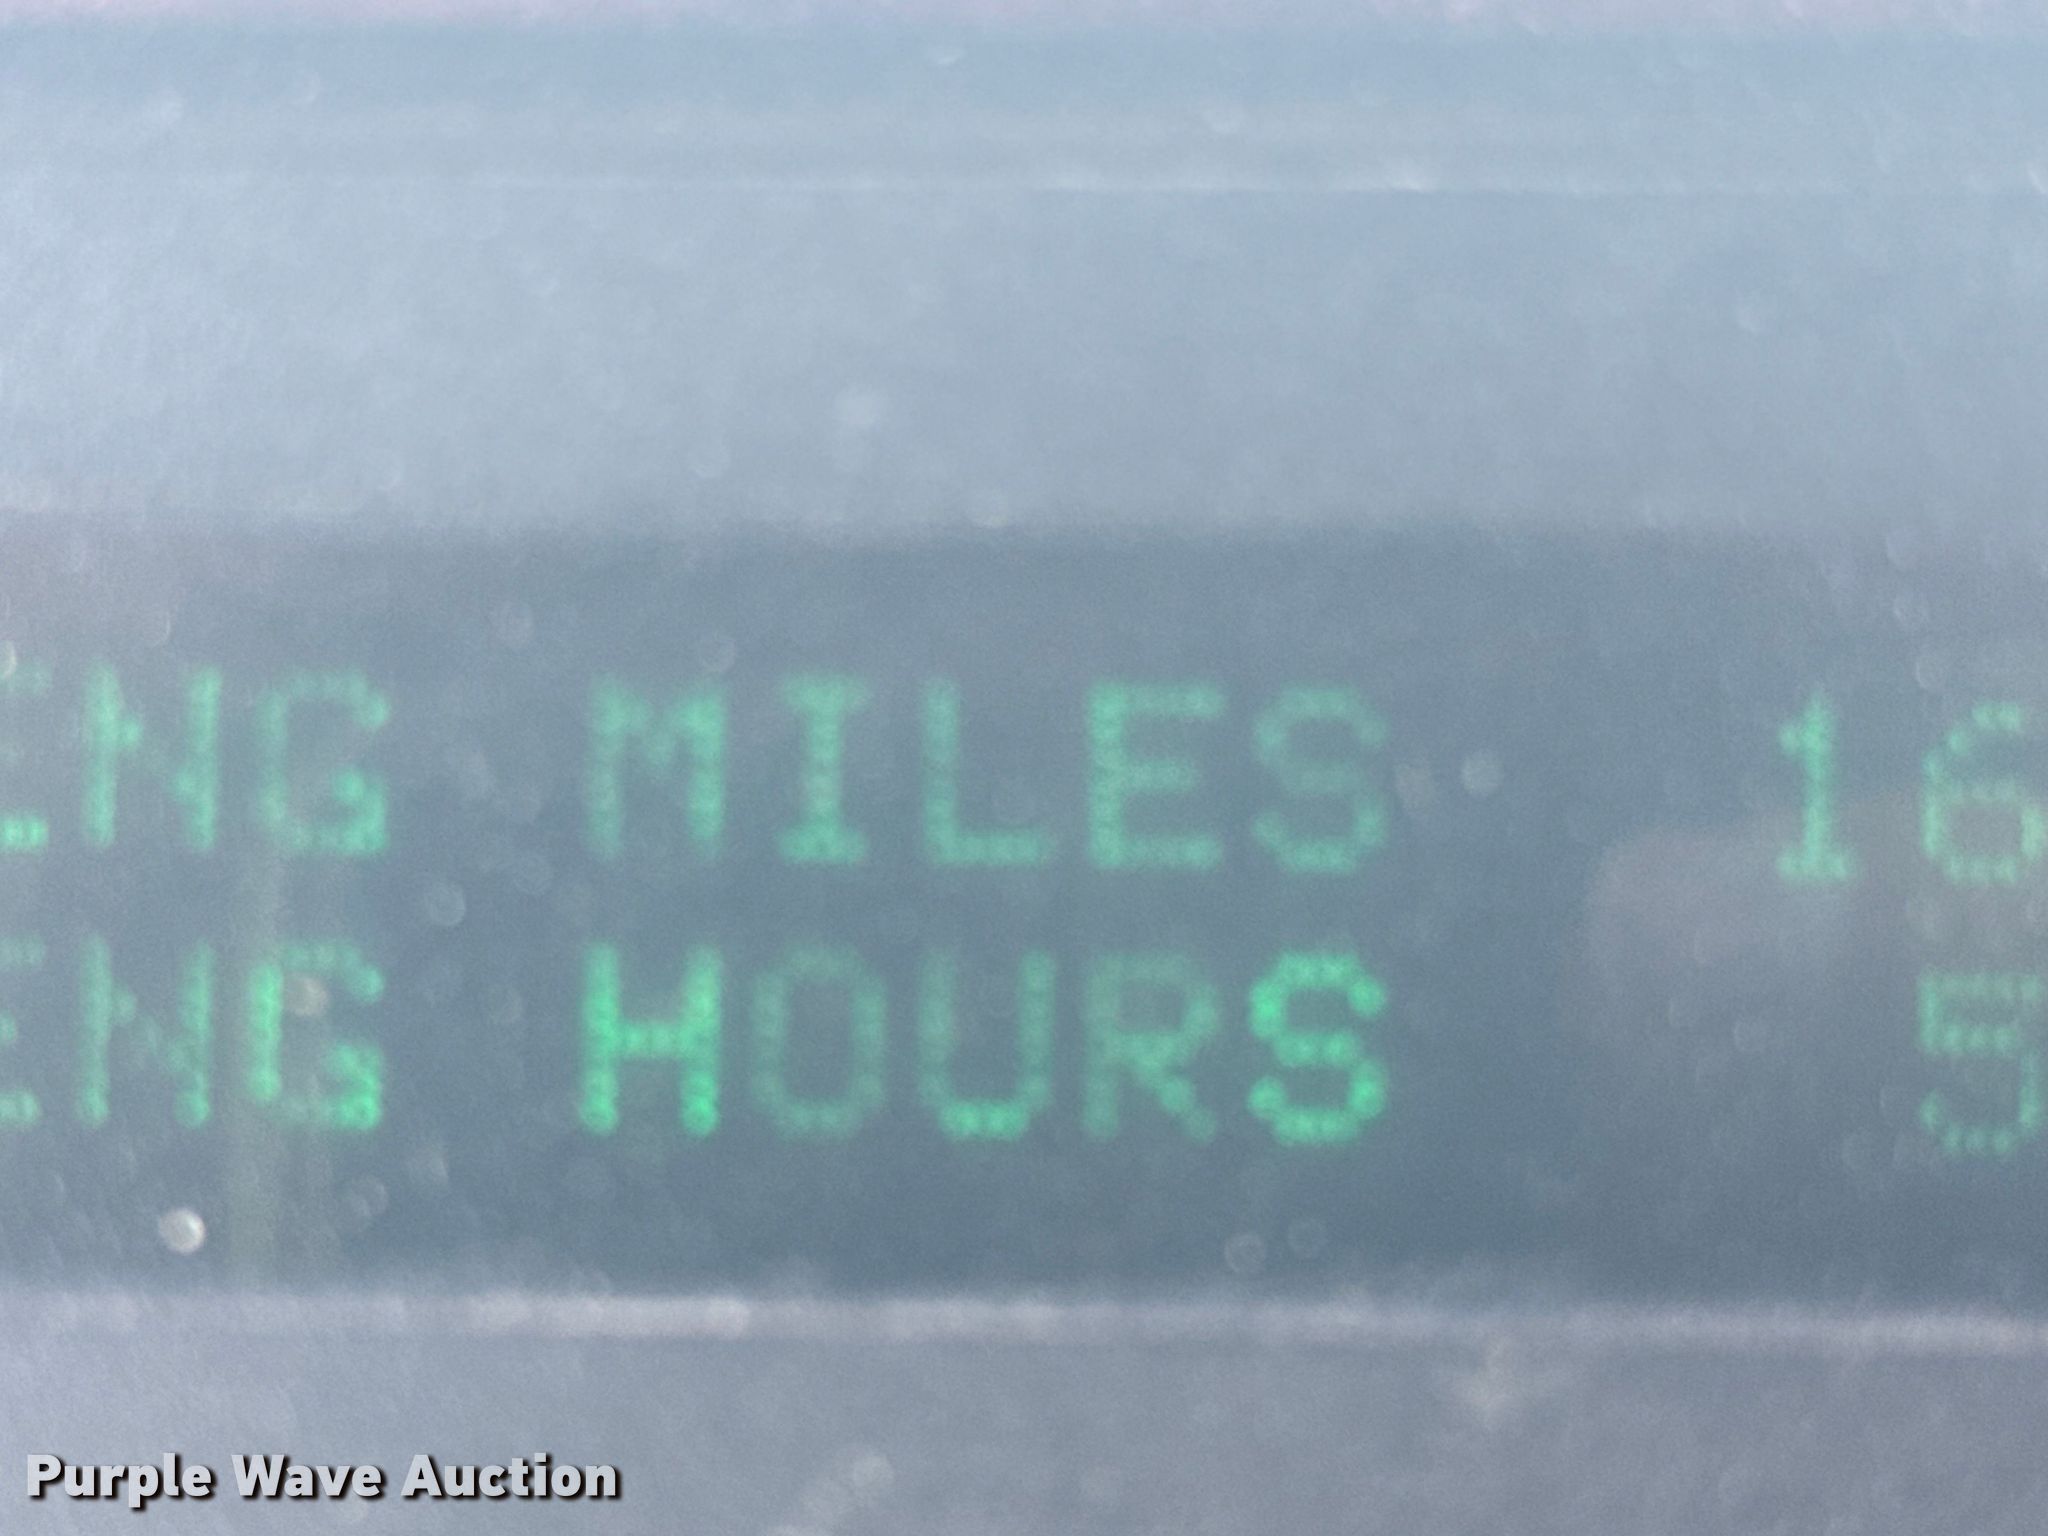 ENG MILES 16
ENG HOURS 5
Purple Wave Auction